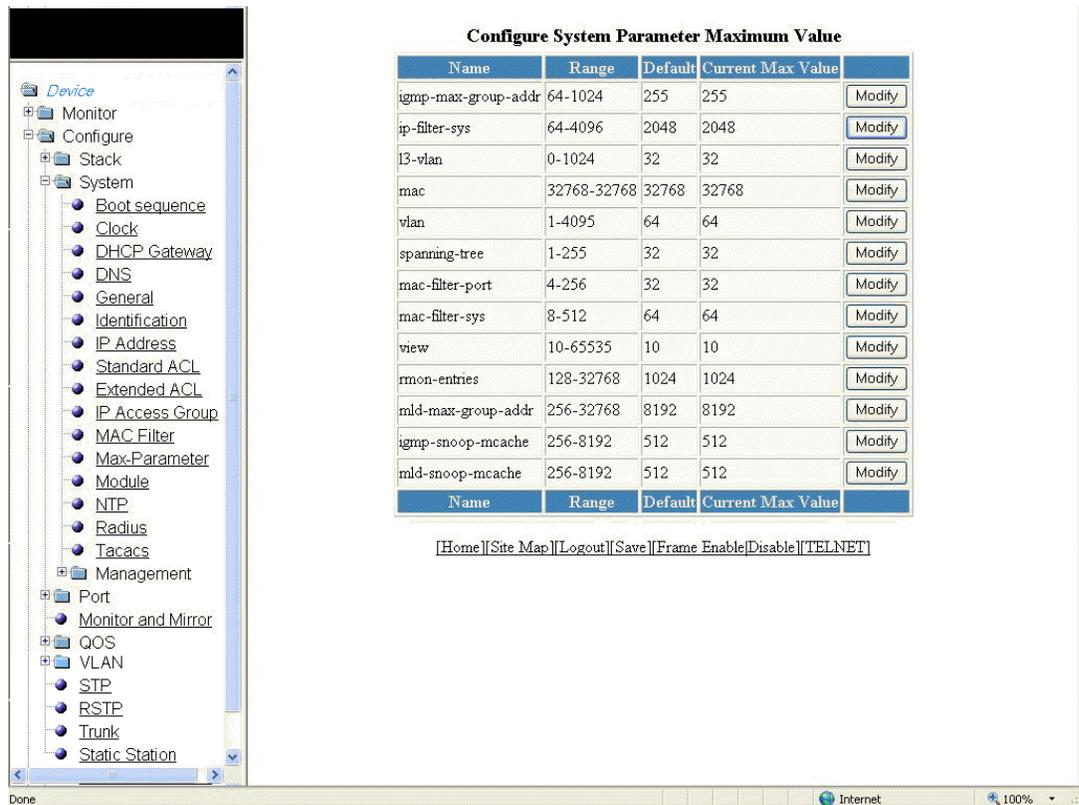 Device
Monitor
Configure
Stack
System
Boot sequence
Clock
DHCP Gateway
DNS
General
Identification
IP Address
Standard ACL
Extended ACL
IP Access Group
MAC Filter
Max-Parameter
Module
NTP
Radius
Tacacs
Management
Port
Monitor and Mirror
QOS
VLAN
STP
RSTP
Trunk
Static Station
Configure System Parameter Maximum Value
Name Range Default Current Max Value
igmp-max-group-addr 64-1024 255 255 Modify
ip-filter-sys 64-4096 2048 2048 Modify
l3-vlan 0-1024 32 32 Modify
mac 32768-32768 32768 32768 Modify
vlan 1-4095 64 64 Modify
spanning-tree 1-255 32 32 Modify
mac-filter-port 4-256 32 32 Modify
mac-filter-sys 8-512 64 64 Modify
view 10-65535 10 10 Modify
rmon-entries 128-32768 1024 1024 Modify
mld-max-group-addr 256-32768 8192 8192 Modify
igmp-snoop-mcache 256-8192 512 512 Modify
mld-snoop-mcache 256-8192 512 512 Modify
Name Range Default Current Max Value
[Home][Site Map][Logout][Save][Frame Enable|Disable][TELNET]
Done Internet 100%